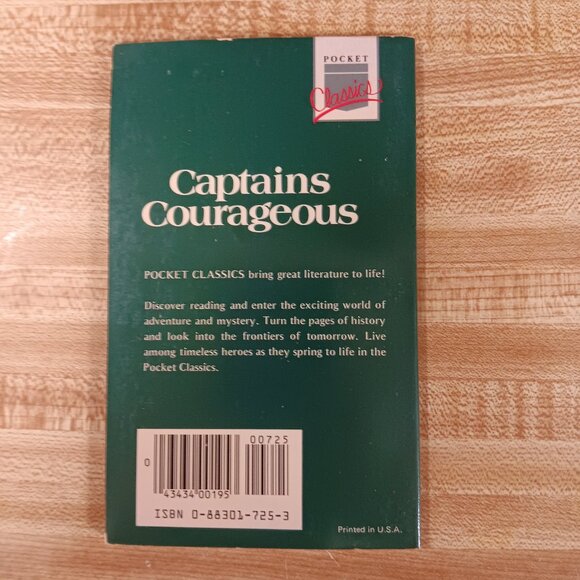 POCKET
Classics
Captains
Courageous
POCKET CLASSICS bring great literature to life!
Discover reading and enter the exciting world of
adventure and mystery. Turn the pages of history
and look into the frontiers of tomorrow. Live
among timeless heroes as they spring to life in the
Pocket Classics.
00725
0
43434 00195
ISBN 0-88301-725-3
Printed in U.S.A.